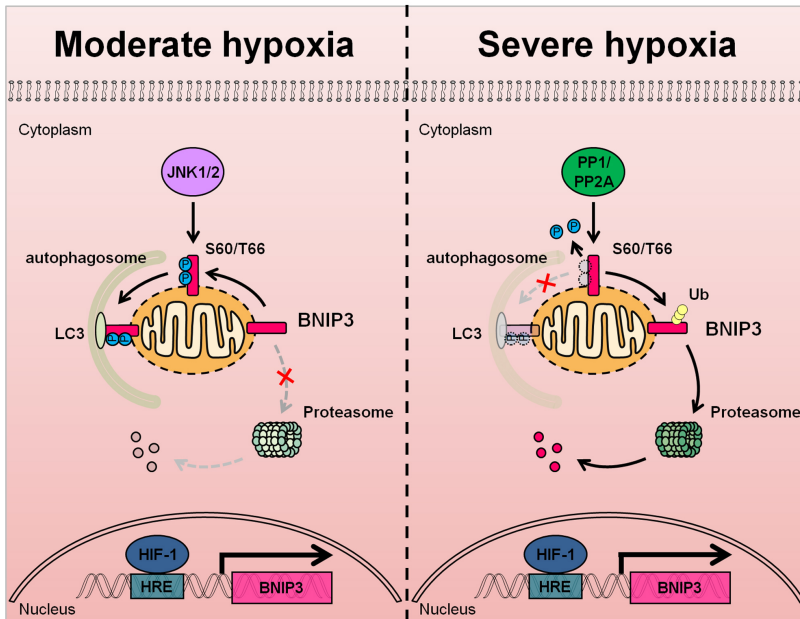 Moderate hypoxia
Cytoplasm
JNK1/2
S60/T66
autophagosome
P
P
BNIP3
LC3
P
P
Proteasome
HIF-1
HRE
BNIP3
Nucleus
Severe hypoxia
Cytoplasm
PP1/
PP2A
P
P
S60/T66
autophagosome
Ub
BNIP3
LC3
Proteasome
HIF-1
HRE
BNIP3
Nucleus